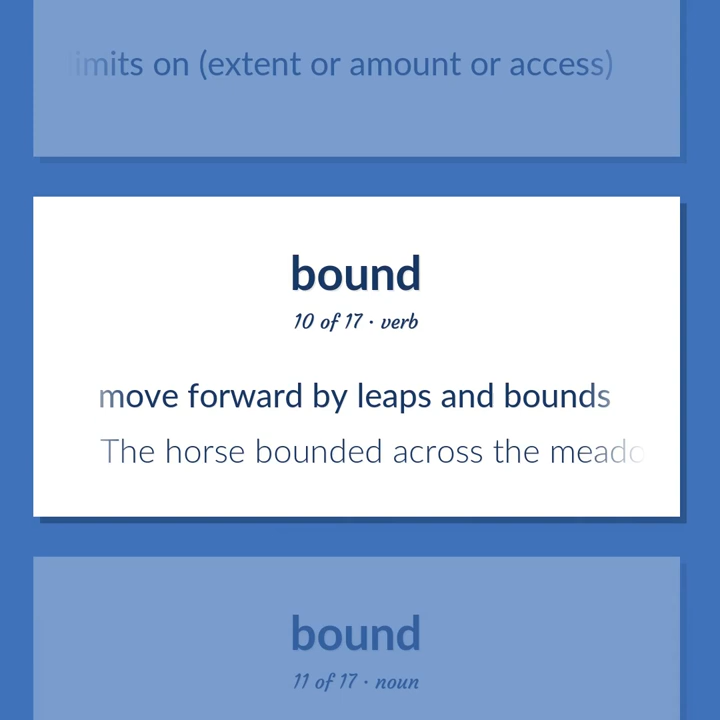 limits on (extent or amount or access)
bound
10 of 17 · verb
move forward by leaps and bounds
The horse bounded across the meado
bound
11 of 17 · noun